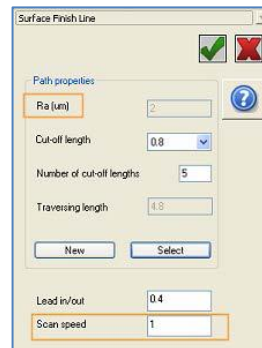 Surface Finish Line
Path properties
Ra (um) 2
Cut-off length 0.8
Number of cut-off lengths 5
Traversing length 4.8
New Select
Lead in/out 0.4
Scan speed 1